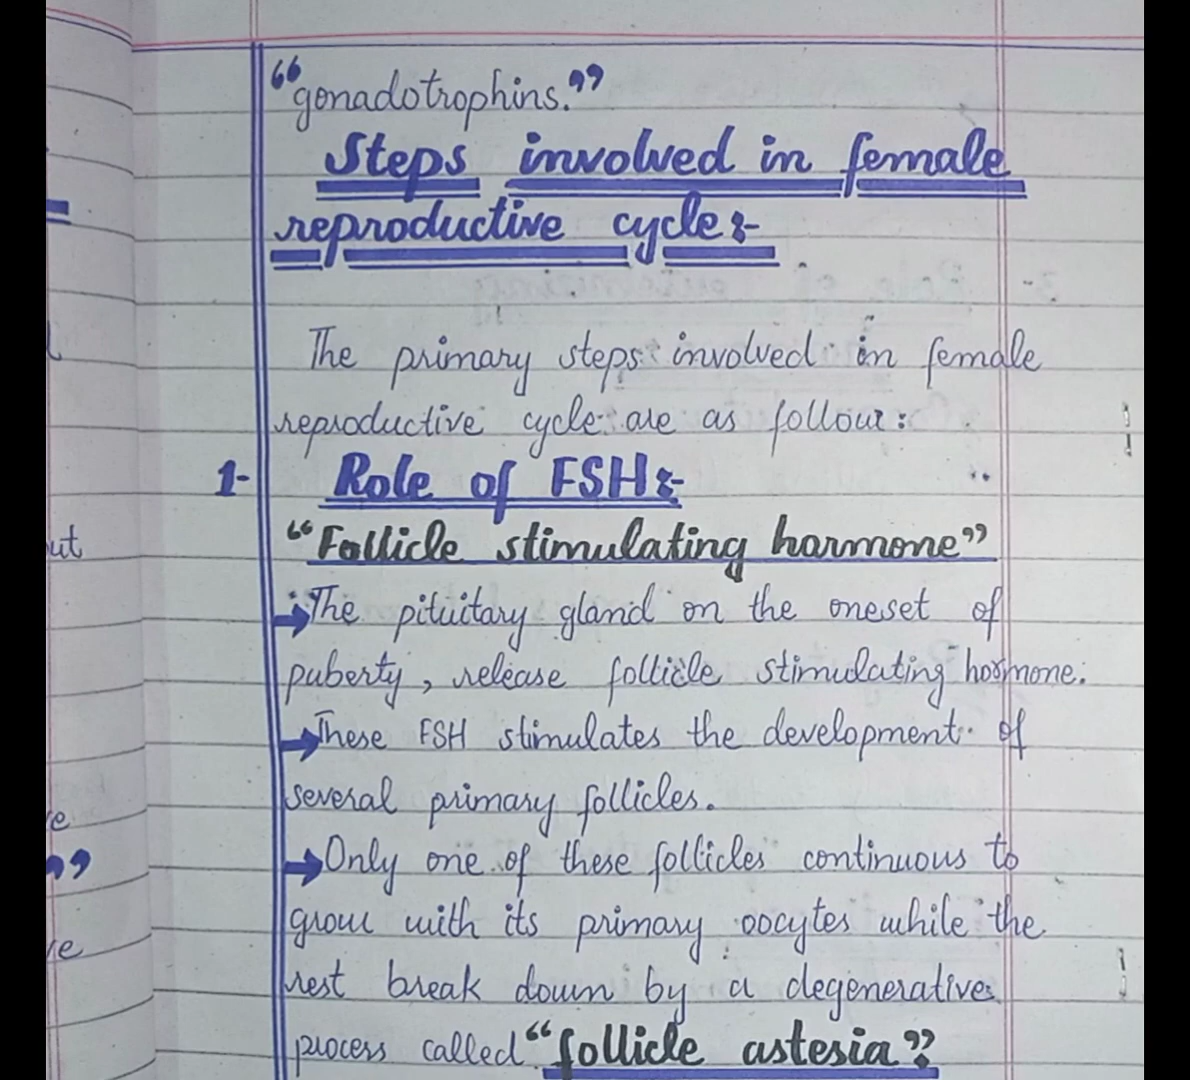 “gonadotrophins.”
Steps involved in female
reproductive cycle:-
The primary steps involved in female
reproductive cycle are as follow:
1- Role of FSH:-
“Follicle stimulating harmone”
→The pituitary gland on the oneset of
puberty, release follicle stimulating hormone.
→These FSH stimulates the development of
several primary follicles.
→Only one of these follicles continuous to
grow with its primary oocytes while the
rest break down by a degenerative
process called “follicle astesia”.
ut
e
”
e